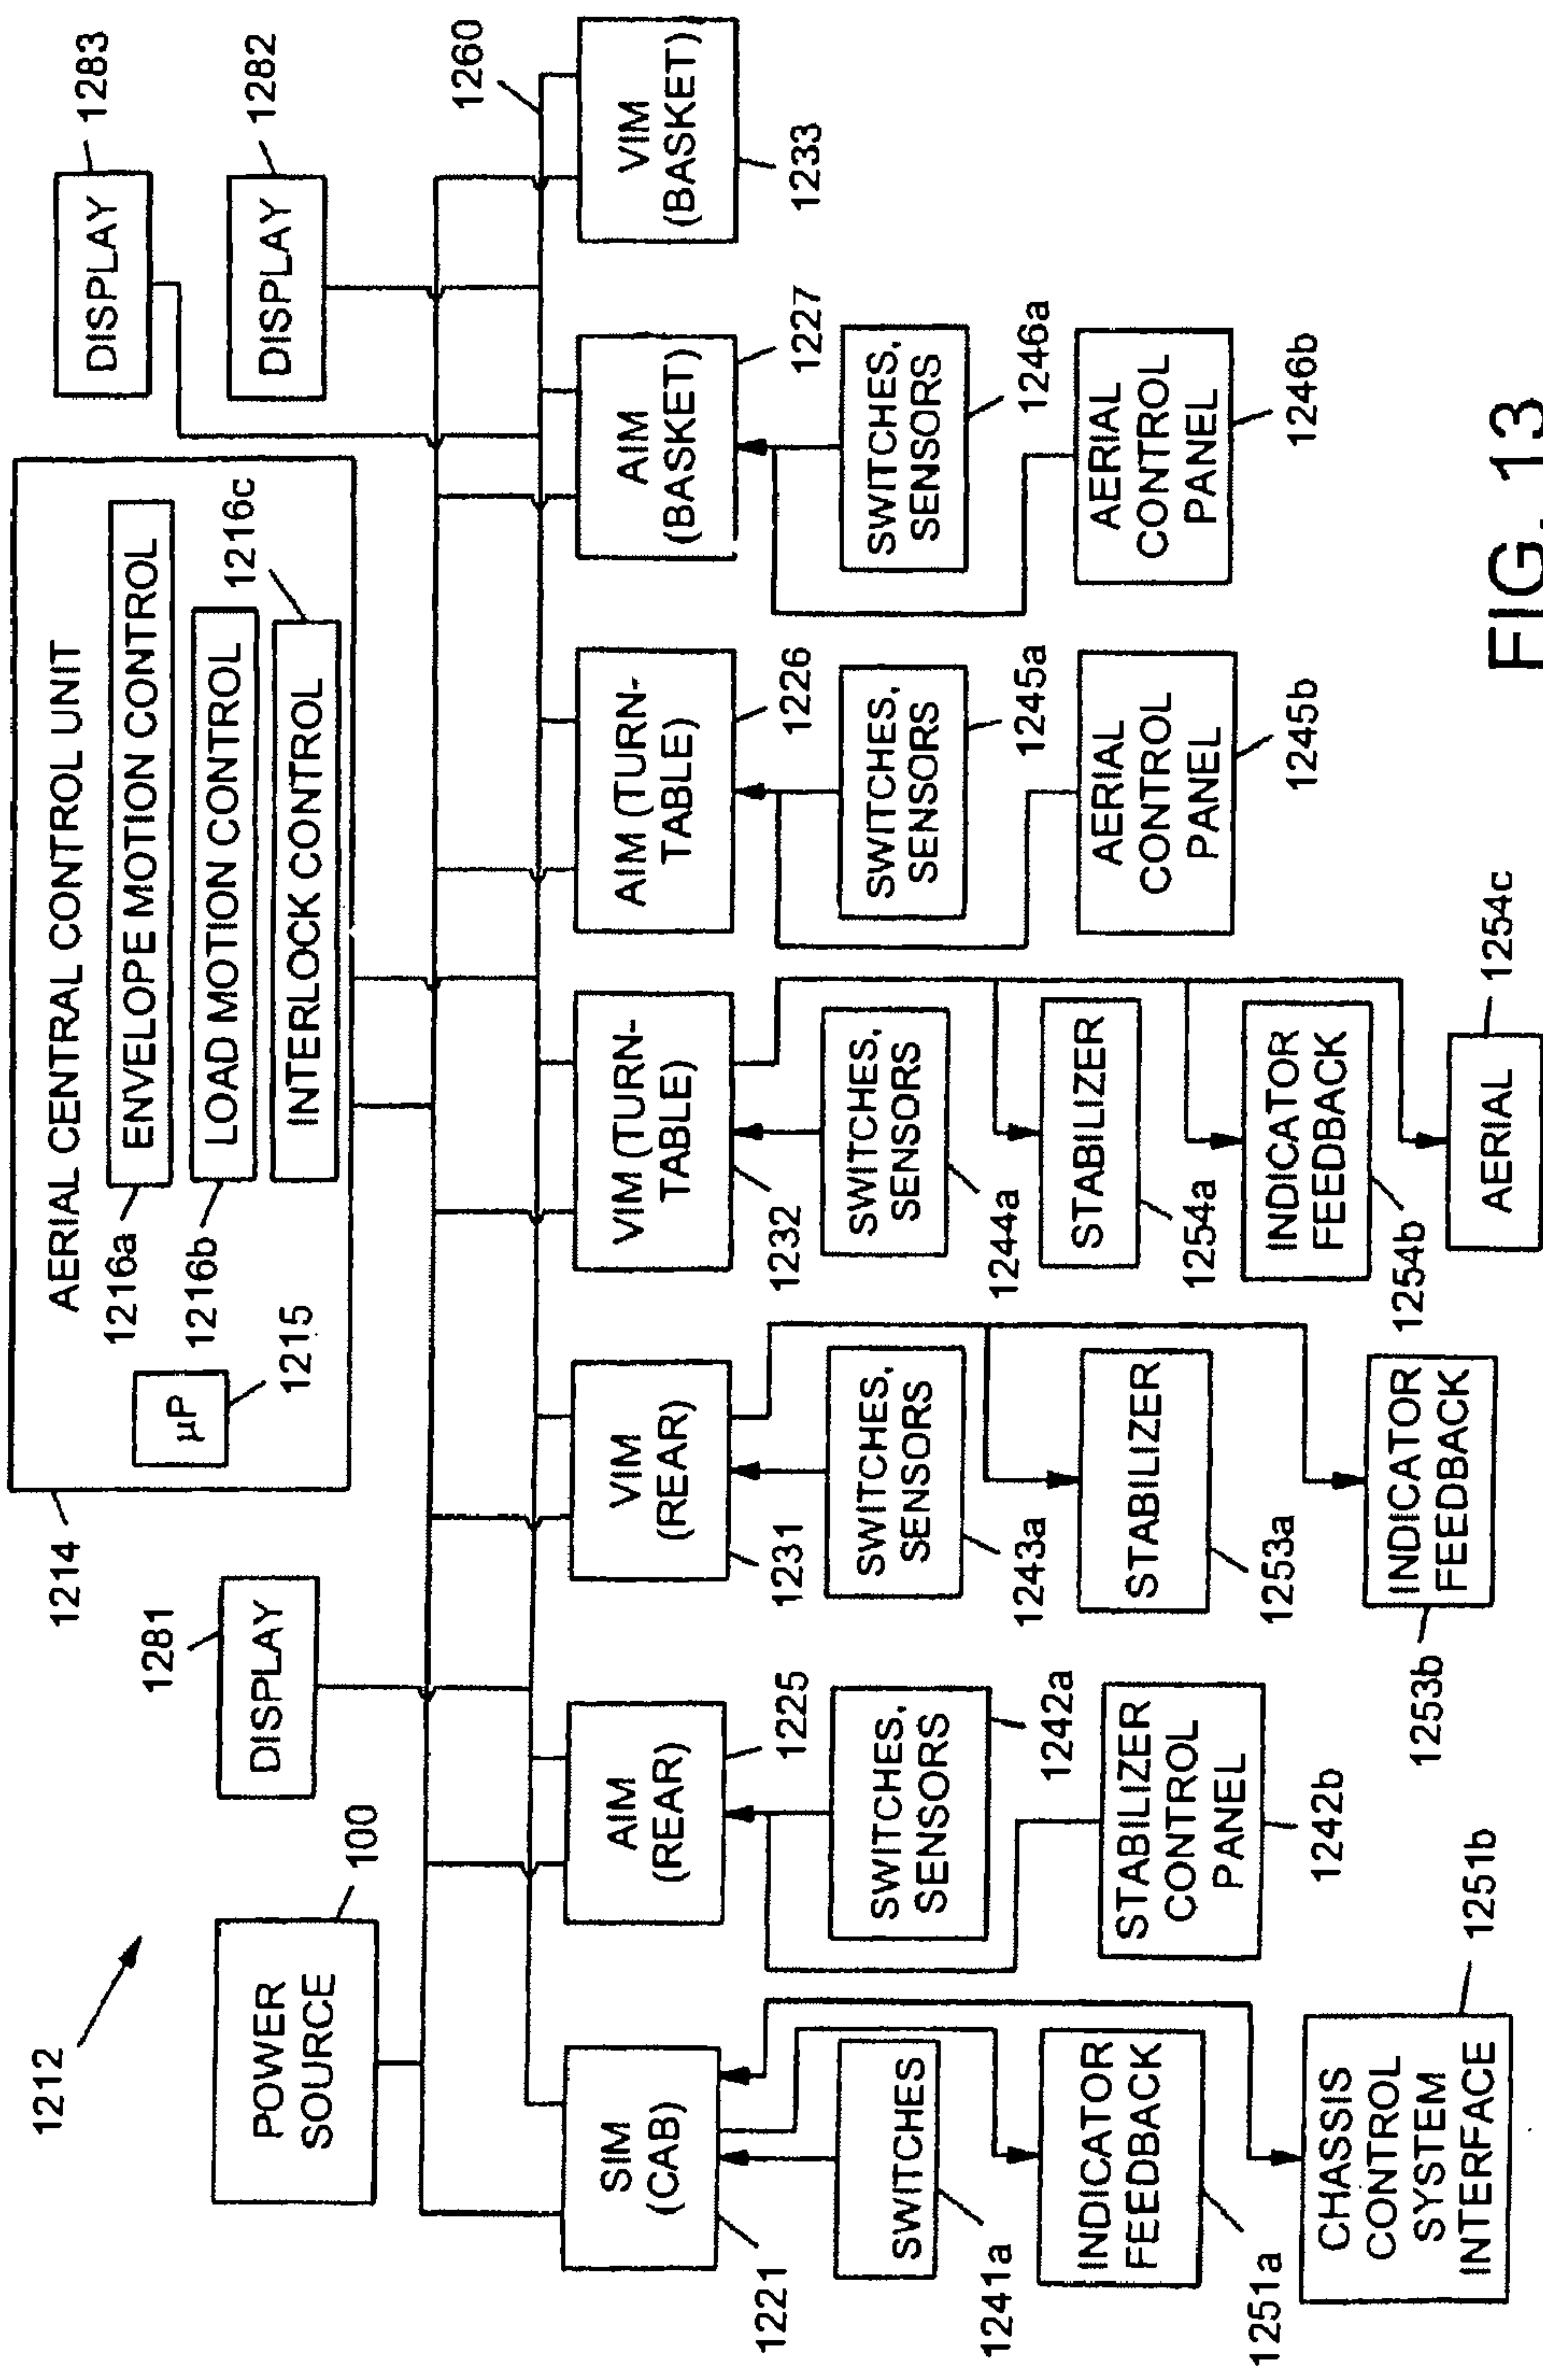 1212
POWER
SOURCE
100
DISPLAY
1281
1214
AERIAL CENTRAL CONTROL UNIT
µP
1215
1216a
ENVELOPE MOTION CONTROL
1216b
LOAD MOTION CONTROL
1216c
INTERLOCK CONTROL
DISPLAY
1283
DISPLAY
1282
1260
SIM
(CAB)
1221
AIM
(REAR)
1225
VIM
(REAR)
1231
VIM (TURN-
TABLE)
1232
AIM (TURN-
TABLE)
1226
AIM
(BASKET)
1227
VIM
(BASKET)
1233
SWITCHES
1241a
INDICATOR
FEEDBACK
1251a
CHASSIS
CONTROL
SYSTEM
INTERFACE
1251b
SWITCHES,
SENSORS
1242a
STABILIZER
CONTROL
PANEL
1242b
SWITCHES,
SENSORS
1243a
STABILIZER
1253a
INDICATOR
FEEDBACK
1253b
SWITCHES,
SENSORS
1244a
STABILIZER
1254a
INDICATOR
FEEDBACK
1254b
AERIAL
1254c
SWITCHES,
SENSORS
1245a
AERIAL
CONTROL
PANEL
1245b
SWITCHES,
SENSORS
1246a
AERIAL
CONTROL
PANEL
1246b
FIG. 13